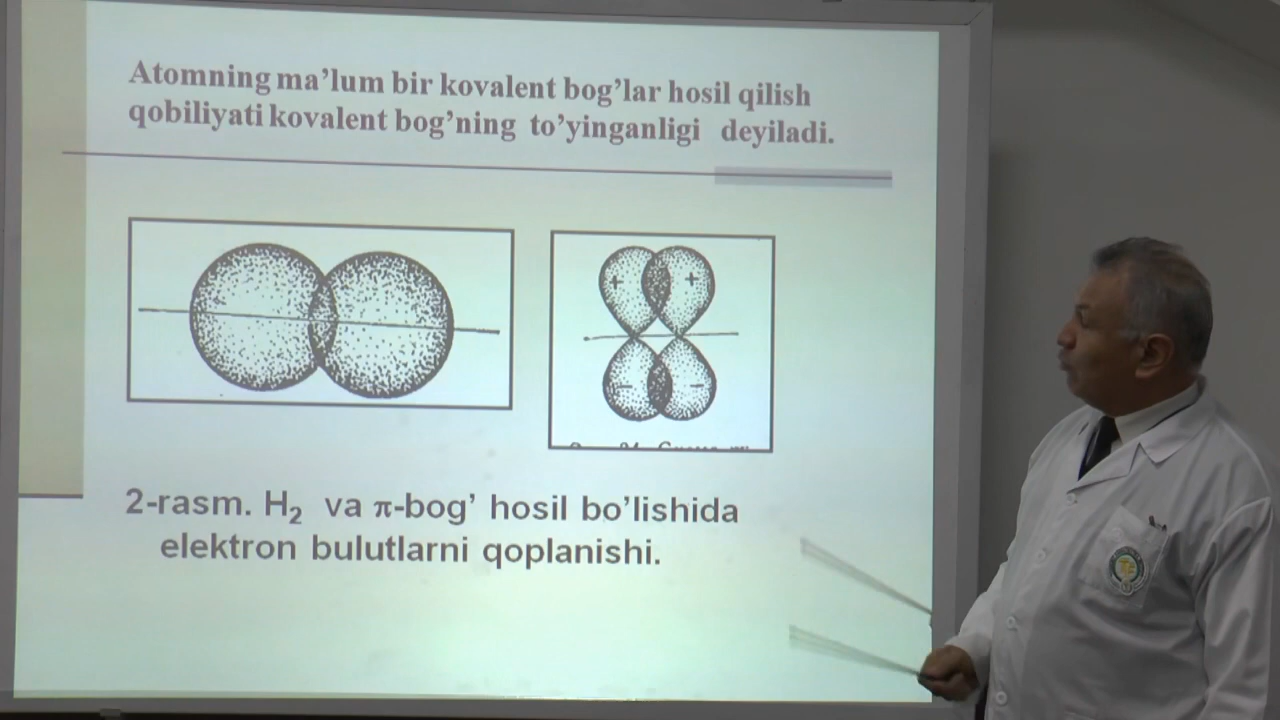 Atomning ma’lum bir kovalent bog’lar hosil qilish
qobiliyati kovalent bog’ning to’yinganligi deyiladi.
+ +
− −
2-rasm. H₂ va π-bog’ hosil bo’lishida
elektron bulutlarni qoplanishi.